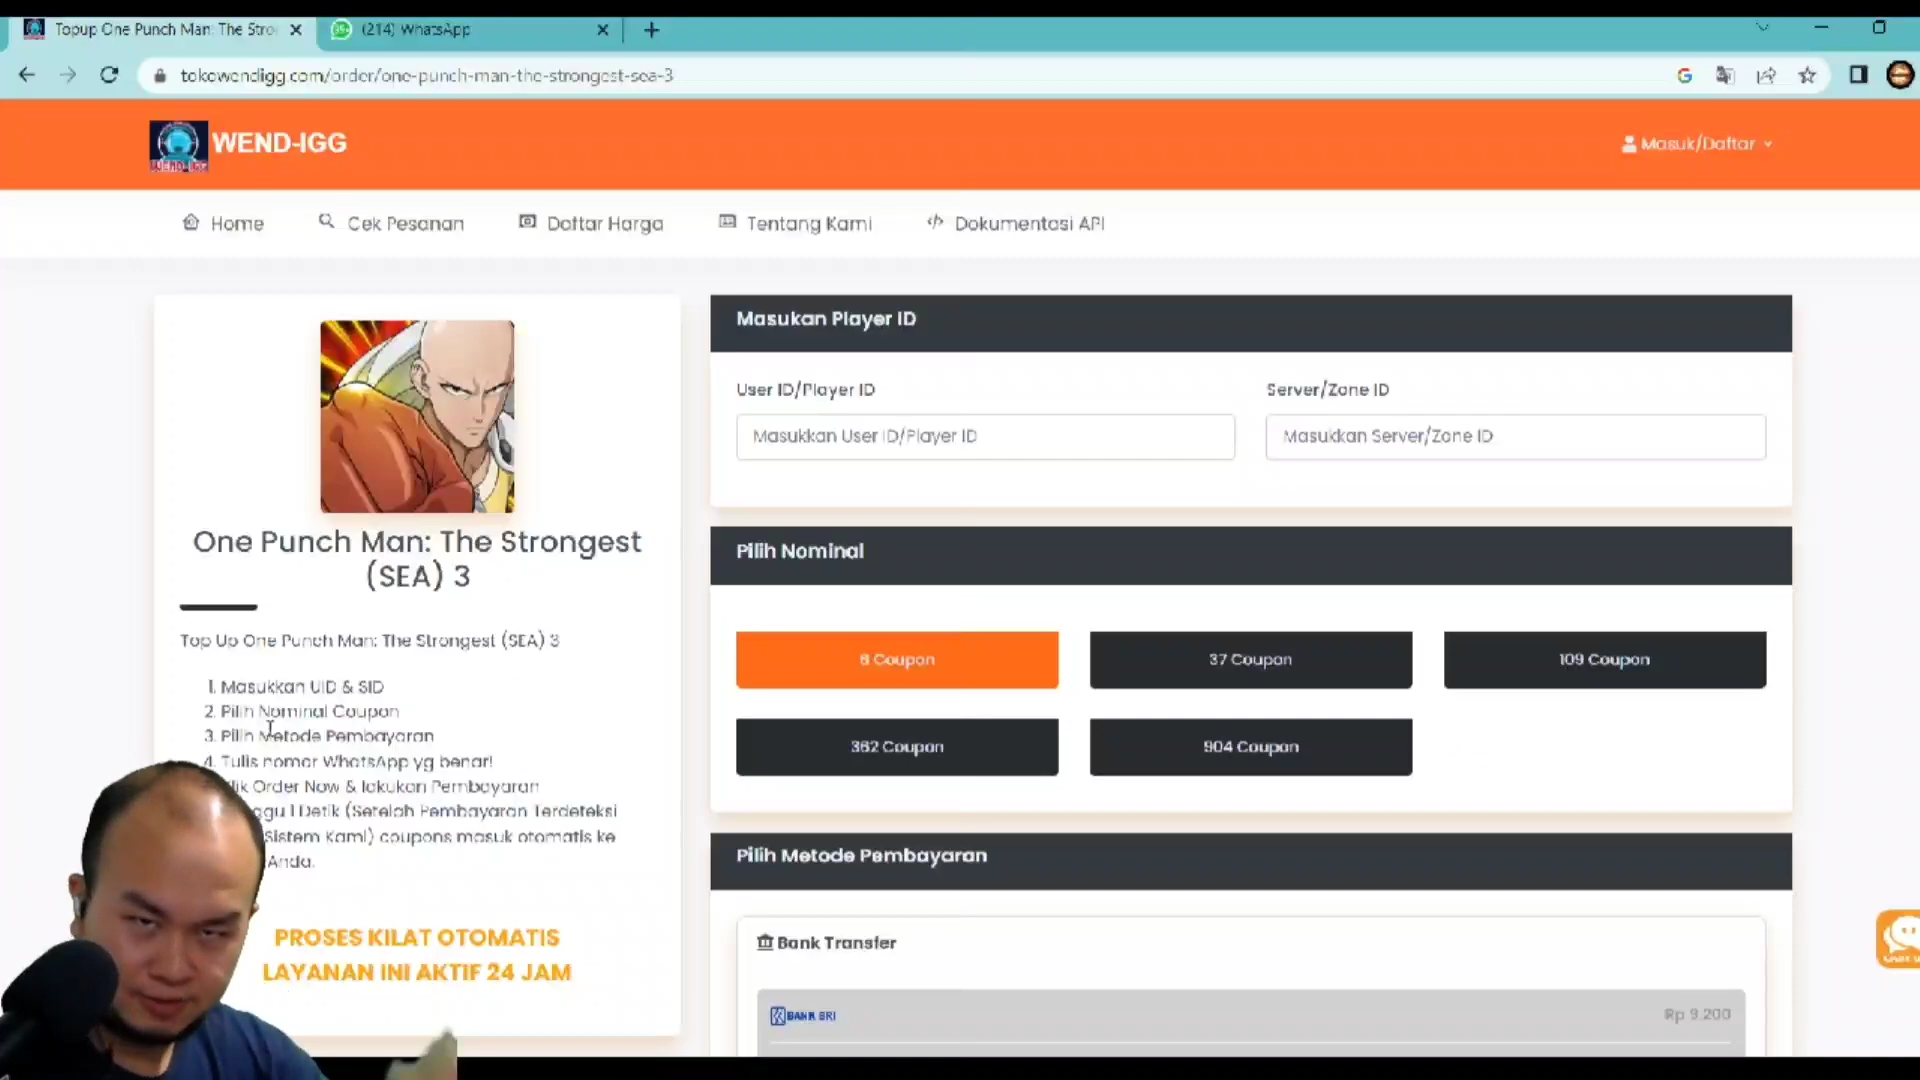 Topup One Punch Man: The Stro
(214) WhatsApp
tokowendigg.com/order/one-punch-man-the-strongest-sea-3
WEND-IGG
Masuk/Daftar
Home
Cek Pesanan
Daftar Harga
Tentang Kami
Dokumentasi API
One Punch Man: The Strongest
(SEA) 3
Top Up One Punch Man: The Strongest (SEA) 3
1. Masukkan UID & SID
2. Pilih Nominal Coupon
3. Pilih Metode Pembayaran
4. Tulis nomor WhatsApp yg benar!
Order Now & lakukan Pembayaran
1 Detik (Setelah Pembayaran Terdeteksi
Sistem Kami) coupons masuk otomatis ke
Anda.
PROSES KILAT OTOMATIS
LAYANAN INI AKTIF 24 JAM
Masukan Player ID
User ID/Player ID
Server/Zone ID
Masukkan User ID/Player ID
Masukkan Server/Zone ID
Pilih Nominal
6 Coupon
37 Coupon
109 Coupon
362 Coupon
904 Coupon
Pilih Metode Pembayaran
Bank Transfer
BANK BRI
Rp 9.200